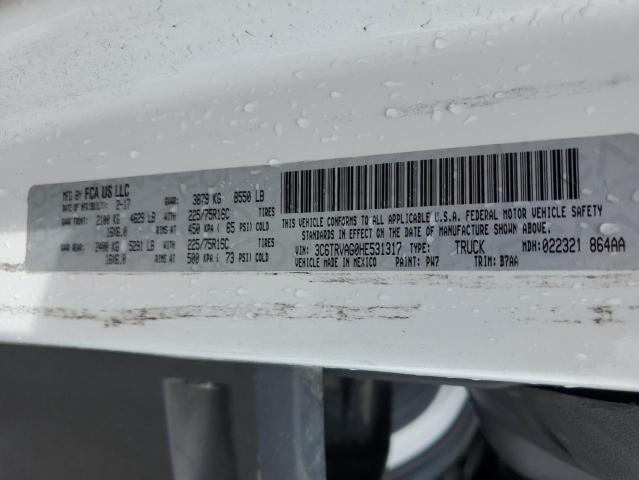 MFD BY FCA US LLC
DATE OF MFG(BUILT): 2-17 GVWR: 3879 KG 8550 LB
GAWR FRONT: 2100 KG 4629 LB WITH 225/75R16C TIRES
16X6.0 RIMS AT 450 KPA ( 65 PSI) COLD
GAWR REAR: 2400 KG 5291 LB WITH 225/75R16C TIRES
16X6.0 RIMS AT 500 KPA ( 73 PSI) COLD
THIS VEHICLE CONFORMS TO ALL APPLICABLE U.S.A. FEDERAL MOTOR VEHICLE SAFETY
STANDARDS IN EFFECT ON THE DATE OF MANUFACTURE SHOWN ABOVE.
VIN: 3C6TRVAG0HE531317 TYPE: TRUCK MDH: 022321 864AA
VEHICLE MADE IN MEXICO PAINT: PW7 TRIM: B7AA